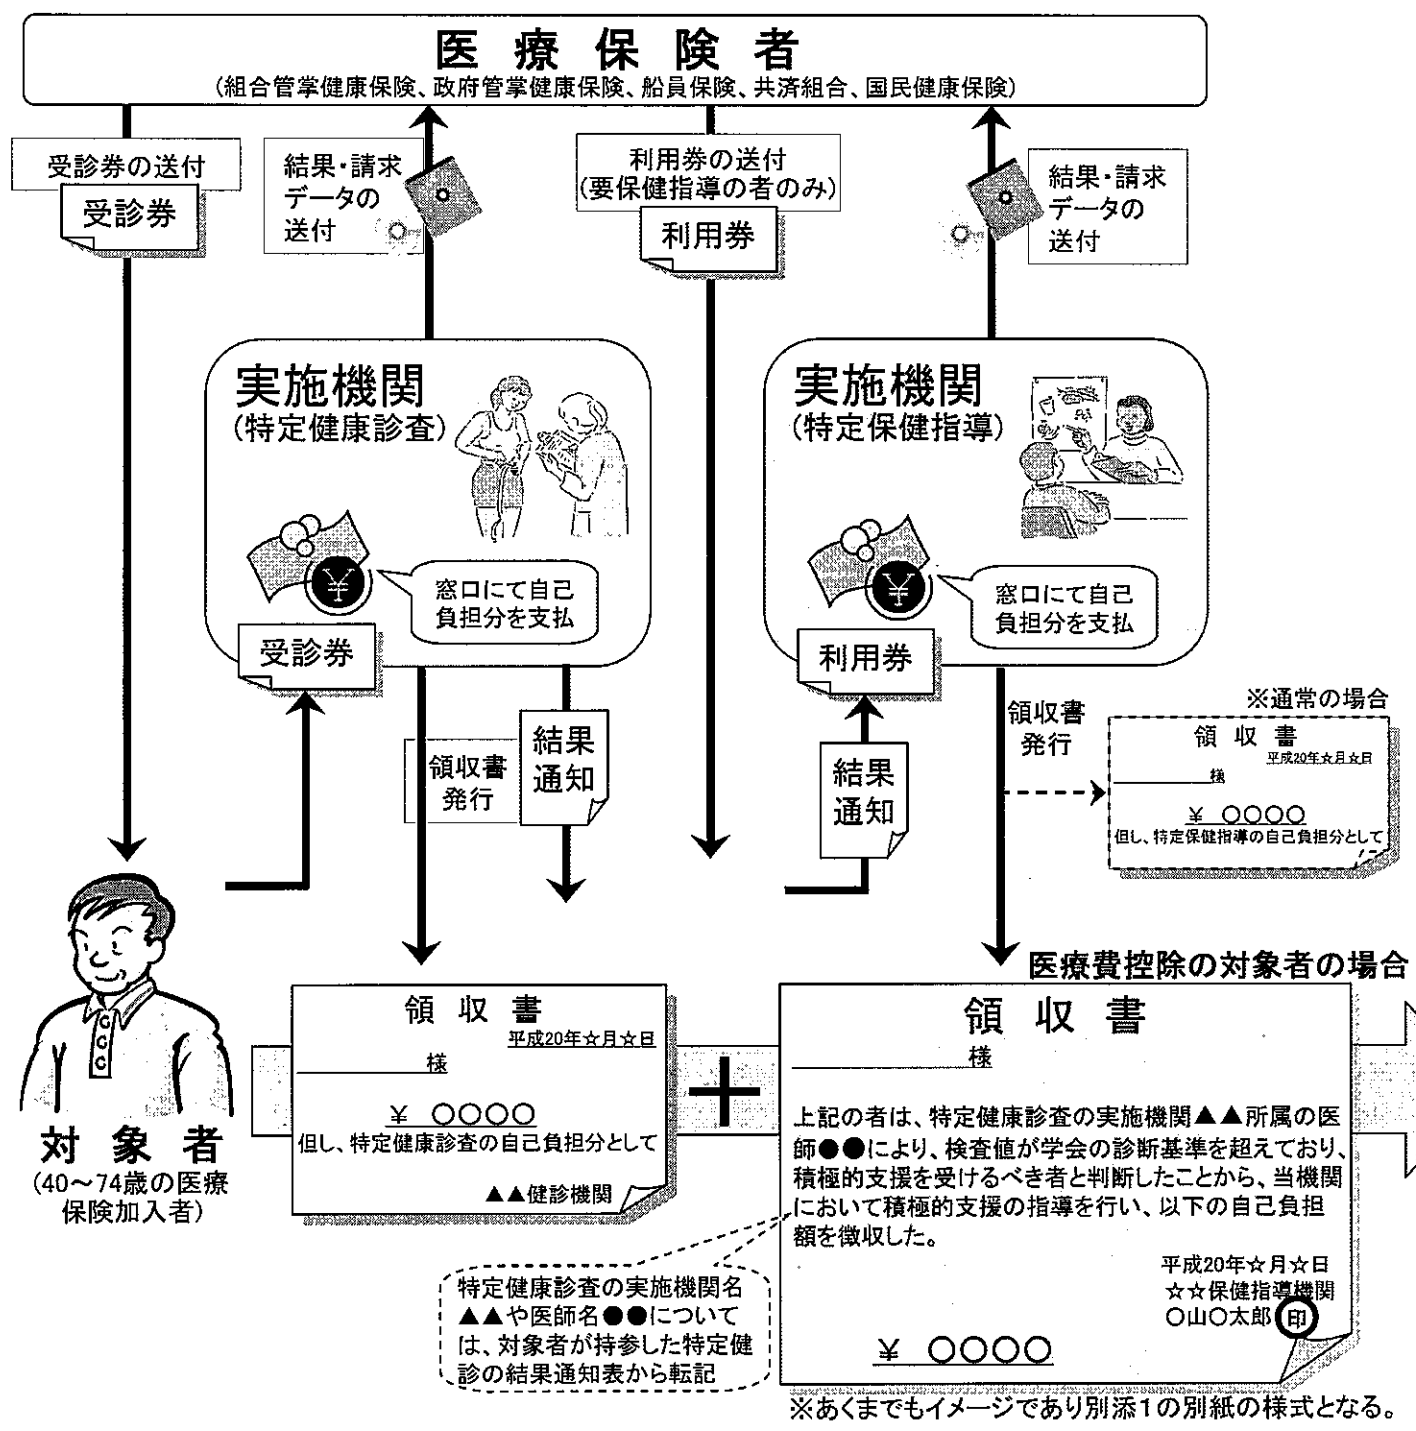 医療保険者
(組合管掌健康保険、政府管掌健康保険、船員保険、共済組合、国民健康保険)
受診券の送付
受診券
結果・請求
データの
送付
利用券の送付
(要保健指導の者のみ)
利用券
結果・請求
データの
送付
実施機関
(特定健康診査)
¥
窓口にて自己
負担分を支払
受診券
実施機関
(特定保健指導)
¥
窓口にて自己
負担分を支払
利用券
領収書
発行
結果
通知
結果
通知
領収書
発行
※通常の場合
領収書
平成20年☆月☆日
様
¥ ○○○○
但し、特定保健指導の自己負担分として
対象者
(40～74歳の医療
保険加入者)
領収書
平成20年☆月☆日
様
¥ ○○○○
但し、特定健康診査の自己負担分として
▲▲健診機関
＋
医療費控除の対象者の場合
領収書
様
上記の者は、特定健康診査の実施機関▲▲所属の医
師●●により、検査値が学会の診断基準を超えており、
積極的支援を受けるべき者と判断したことから、当機関
において積極的支援の指導を行い、以下の自己負担
額を徴収した。
平成20年☆月☆日
☆☆保健指導機関
○山○太郎 印
¥ ○○○○
特定健康診査の実施機関名
▲▲や医師名●●について
は、対象者が持参した特定健
診の結果通知表から転記
※あくまでもイメージであり別添１の別紙の様式となる。